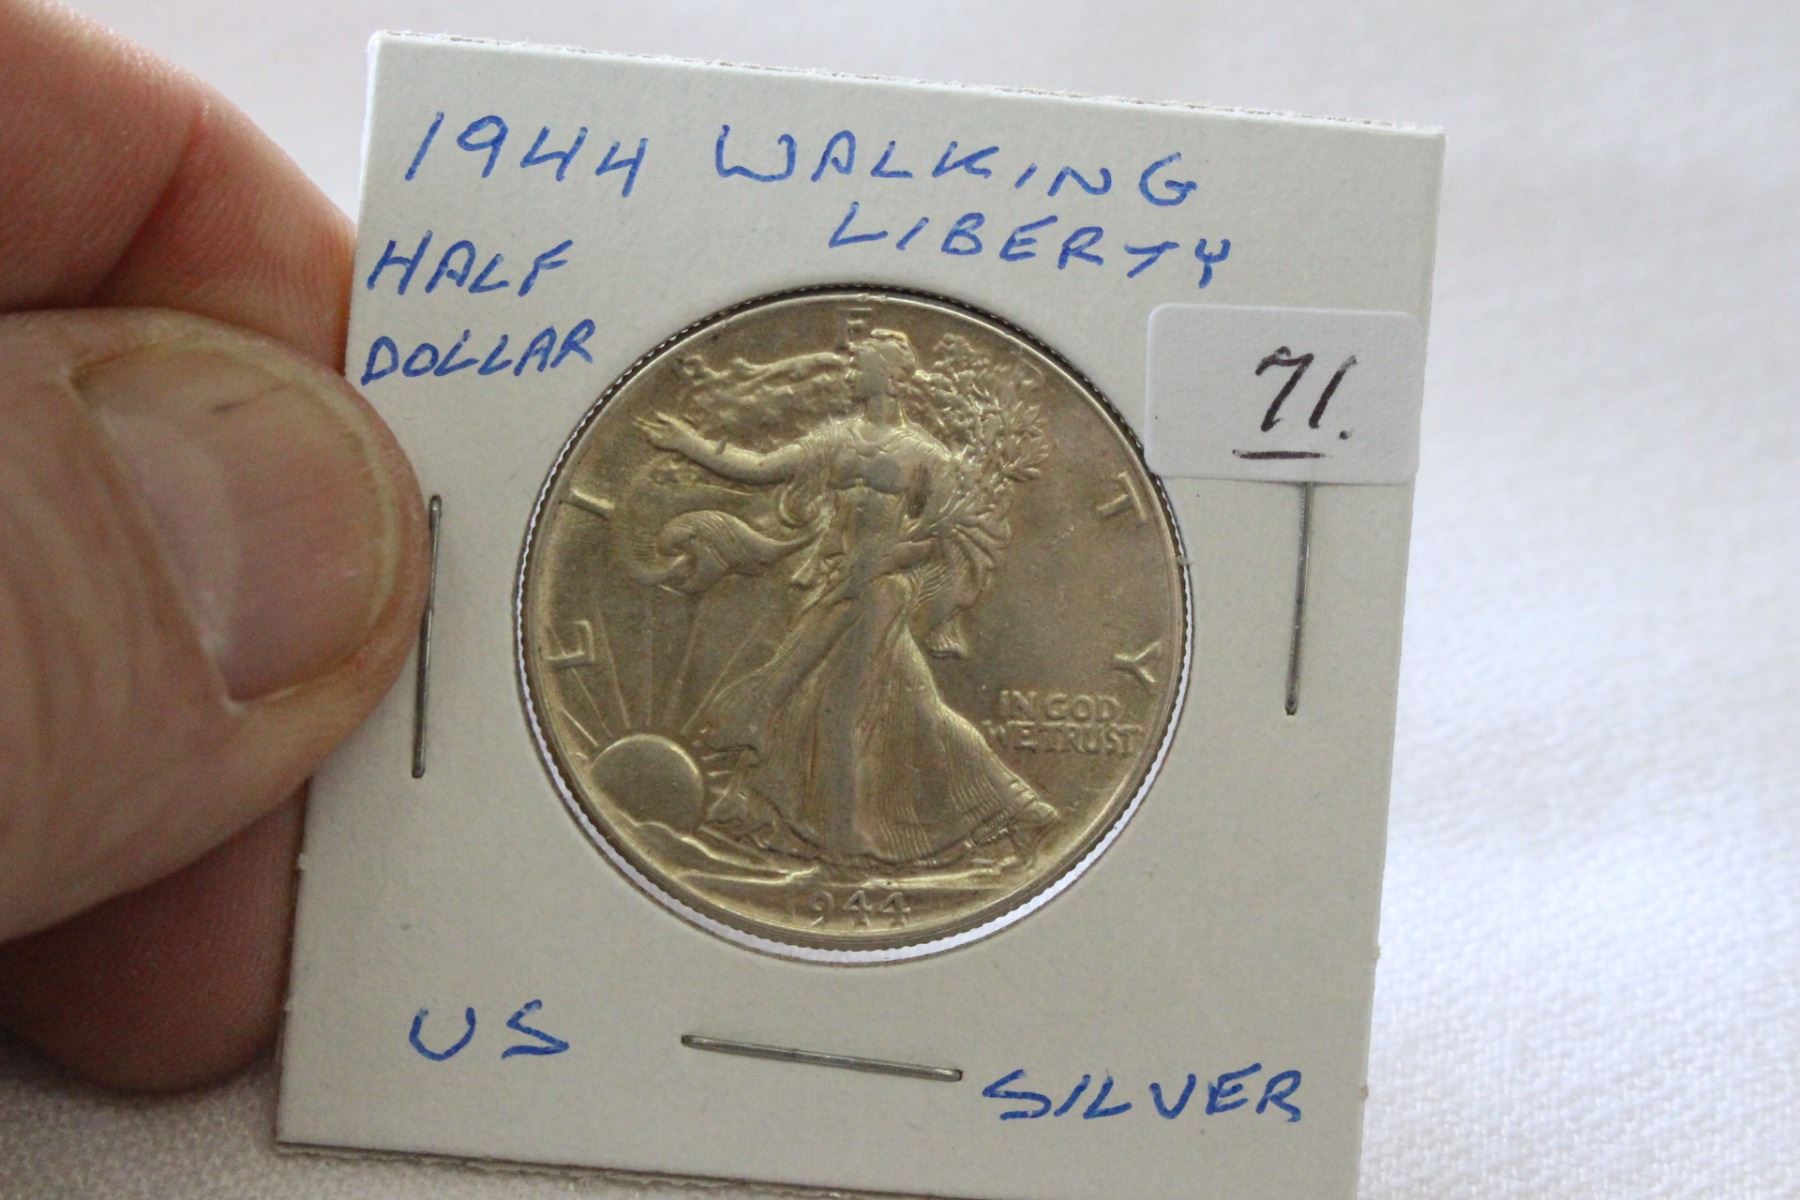 1944 WALKING
LIBERTY
HALF
DOLLAR
71.
LIBERTY
IN GOD
WE TRUST
1944
US
SILVER